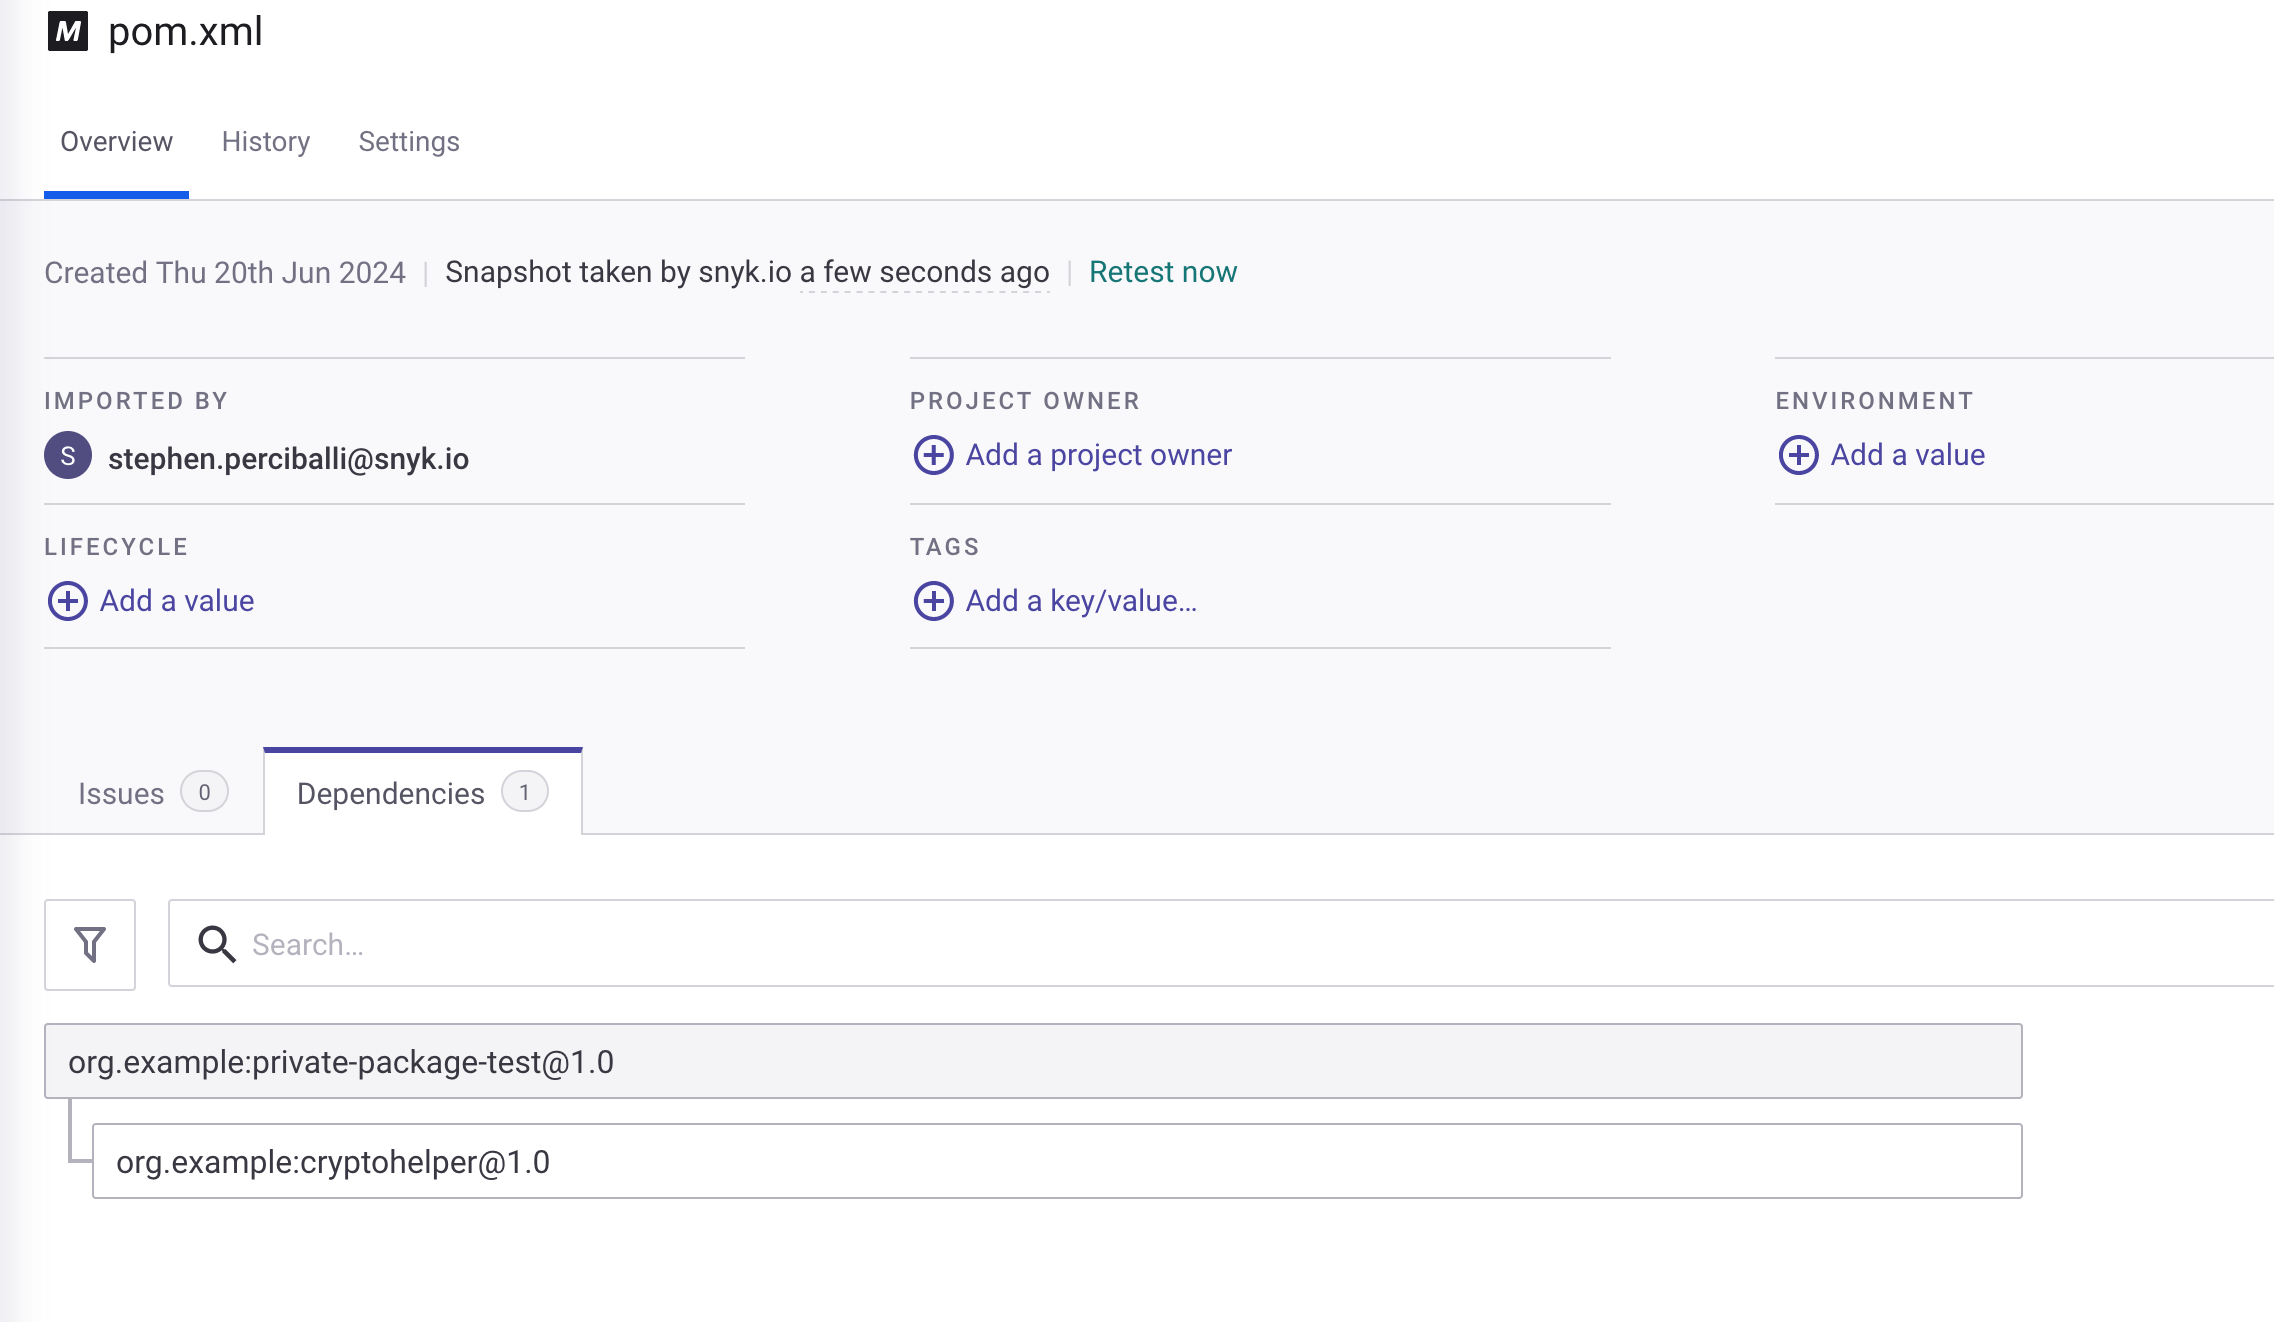 M pom.xml
Overview History Settings
Created Thu 20th Jun 2024 | Snapshot taken by snyk.io a few seconds ago | Retest now
IMPORTED BY
S stephen.perciballi@snyk.io
PROJECT OWNER
Add a project owner
ENVIRONMENT
Add a value
LIFECYCLE
Add a value
TAGS
Add a key/value...
Issues 0 Dependencies 1
Search...
org.example:private-package-test@1.0
org.example:cryptohelper@1.0